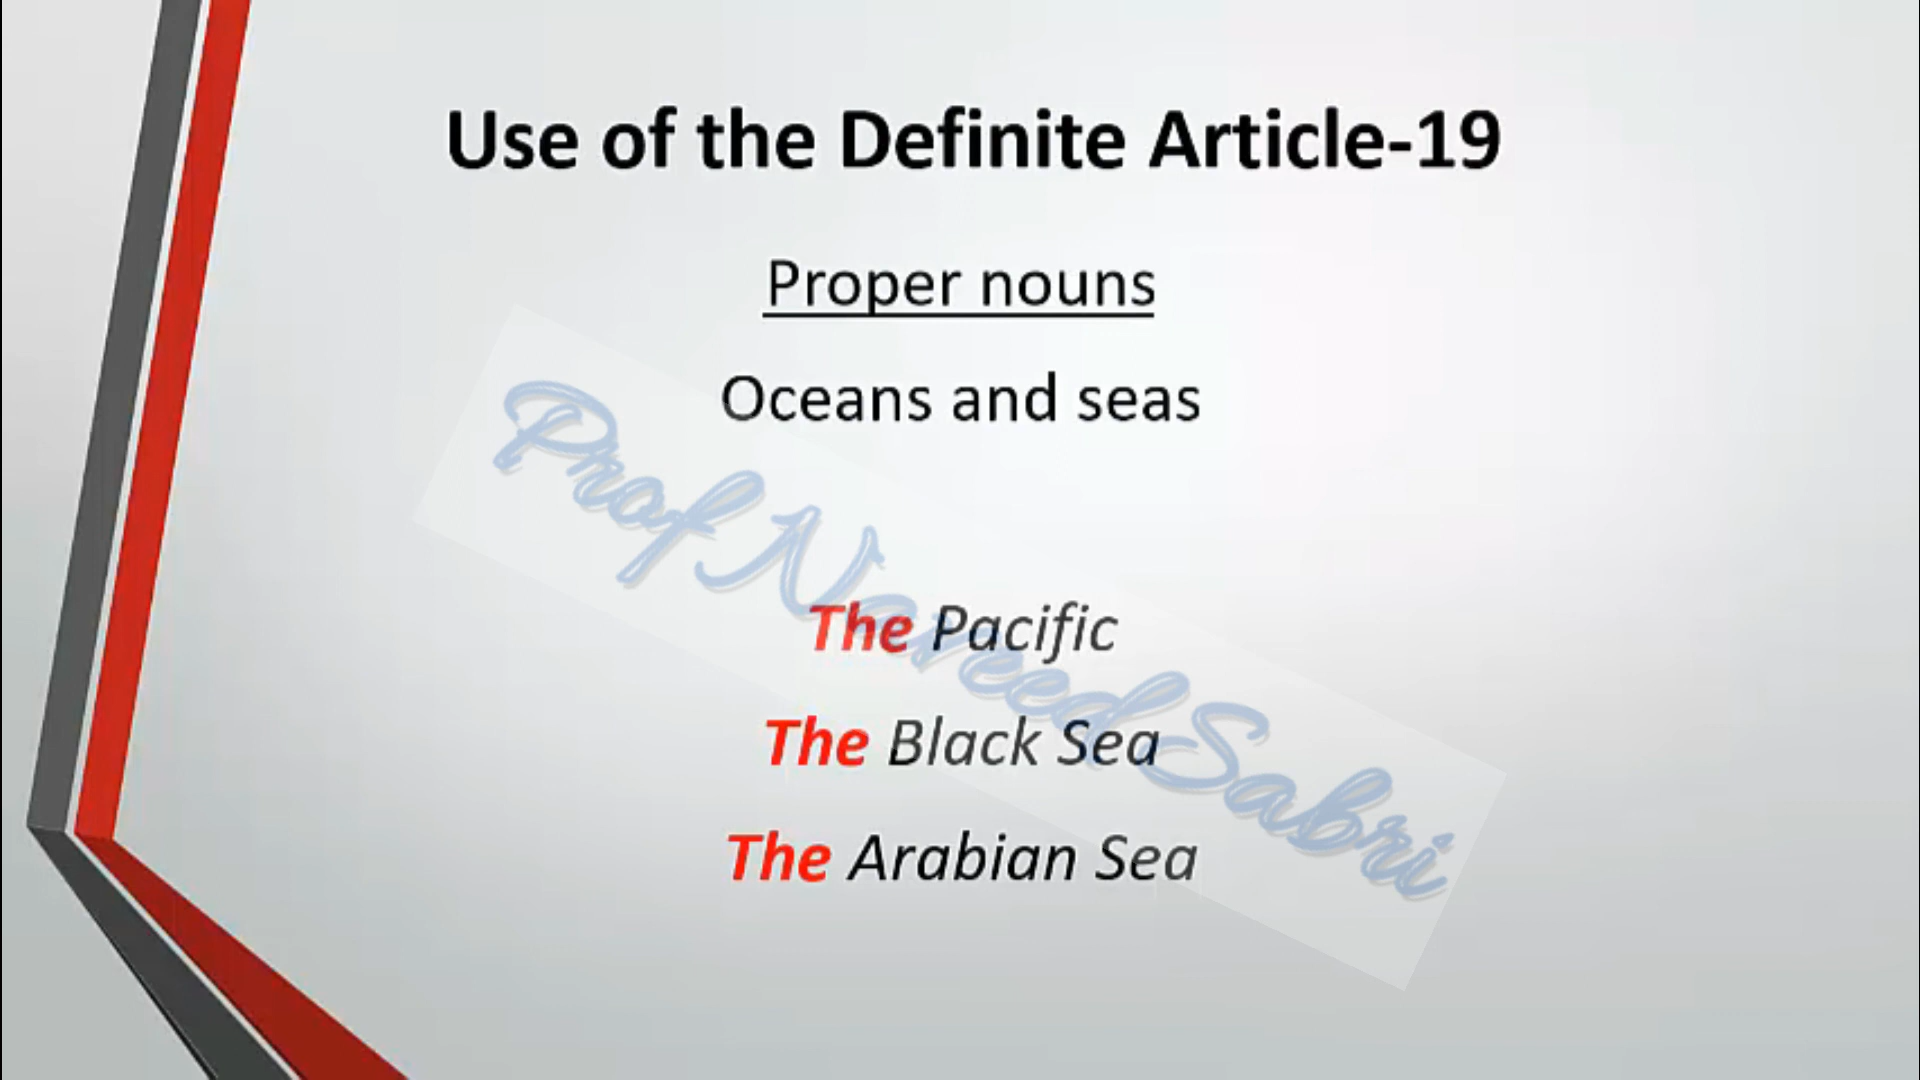 Use of the Definite Article-19
Proper nouns
Oceans and seas
Prof Naveed Sabri
The Pacific
The Black Sea
The Arabian Sea